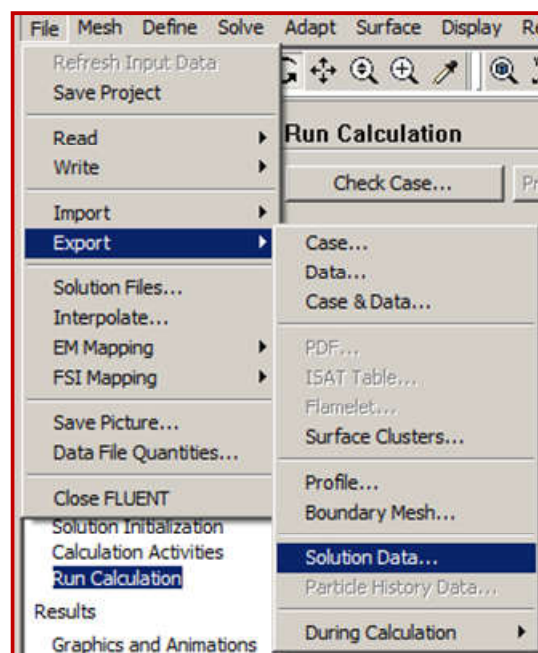 File Mesh Define Solve Adapt Surface Display
Refresh Input Data
Save Project
Read
Write
Import
Export
Solution Files...
Interpolate...
EM Mapping
FSI Mapping
Save Picture...
Data File Quantities...
Close FLUENT
Solution Initialization
Calculation Activities
Run Calculation
Results
Graphics and Animations
Run Calculation
Check Case...
Case...
Data...
Case & Data...
PDF...
ISAT Table...
Flamelet...
Surface Clusters...
Profile...
Boundary Mesh...
Solution Data...
Particle History Data...
During Calculation